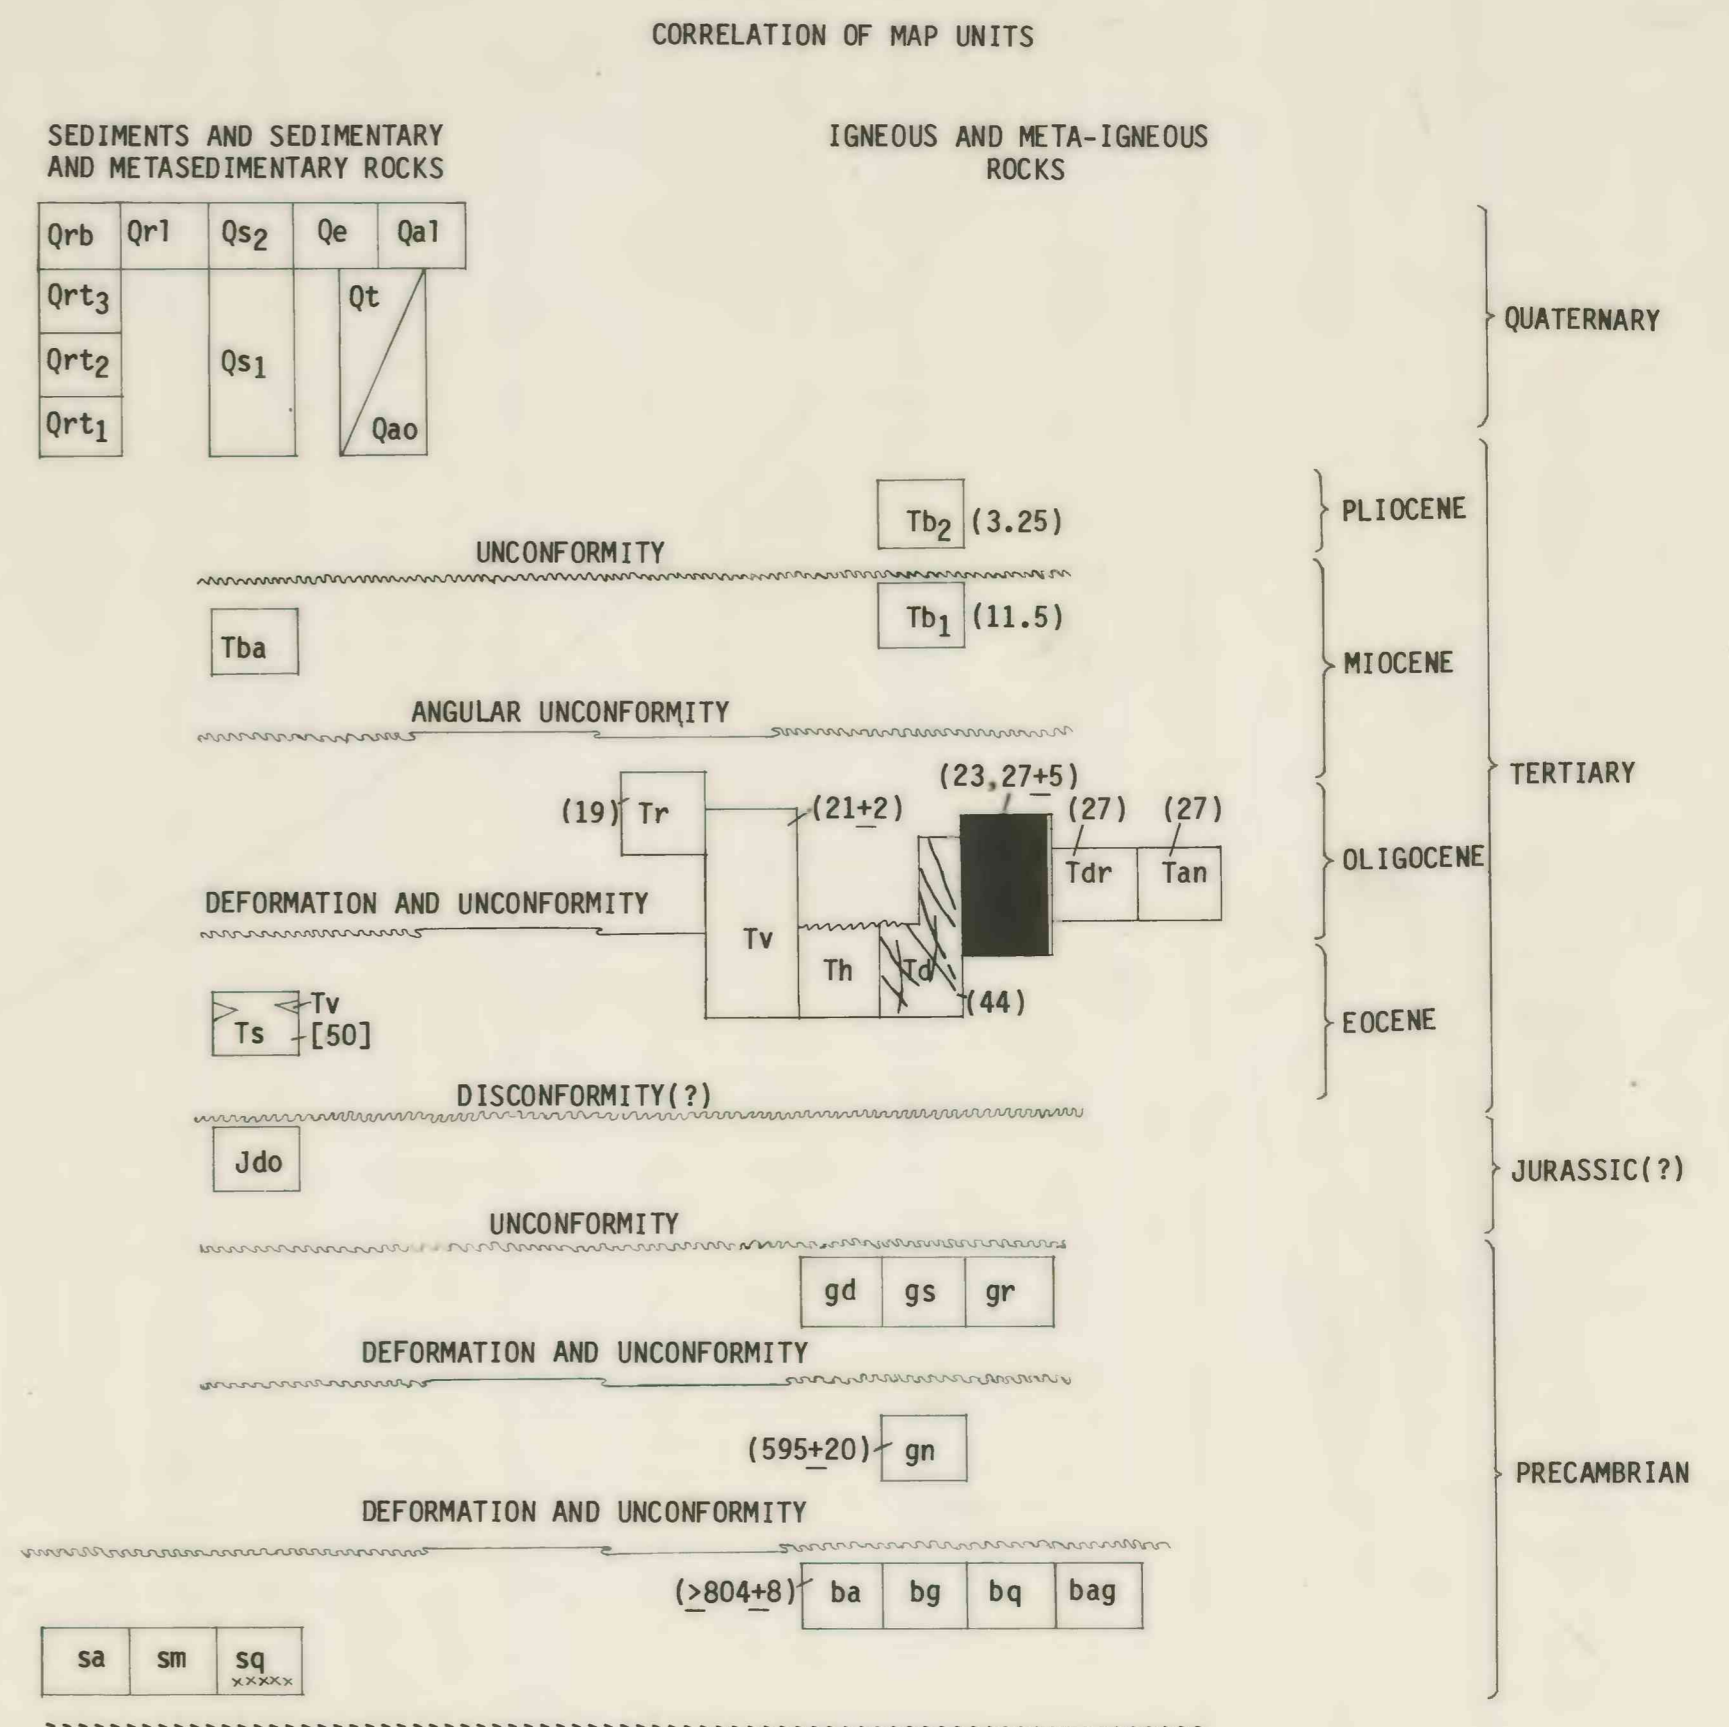 CORRELATION OF MAP UNITS
SEDIMENTS AND SEDIMENTARY
AND METASEDIMENTARY ROCKS
IGNEOUS AND META-IGNEOUS
ROCKS
Qrb Qrl Qs2 Qe Qal
Qrt3 Qt
Qrt2 Qs1
Qrt1 Qao
QUATERNARY
Tb2 (3.25)
PLIOCENE
UNCONFORMITY
Tba
Tb1 (11.5)
MIOCENE
ANGULAR UNCONFORMITY
TERTIARY
(23,27±5)
(19) Tr (21±2) (27) (27)
Tdr Tan
OLIGOCENE
DEFORMATION AND UNCONFORMITY
Tv Th Td
(44)
Tv
Ts [50]
EOCENE
DISCONFORMITY(?)
Jdo
JURASSIC(?)
UNCONFORMITY
gd gs gr
DEFORMATION AND UNCONFORMITY
(595±20) gn
PRECAMBRIAN
DEFORMATION AND UNCONFORMITY
(≥804±8) ba bg bq bag
sa sm sq
xxxxx